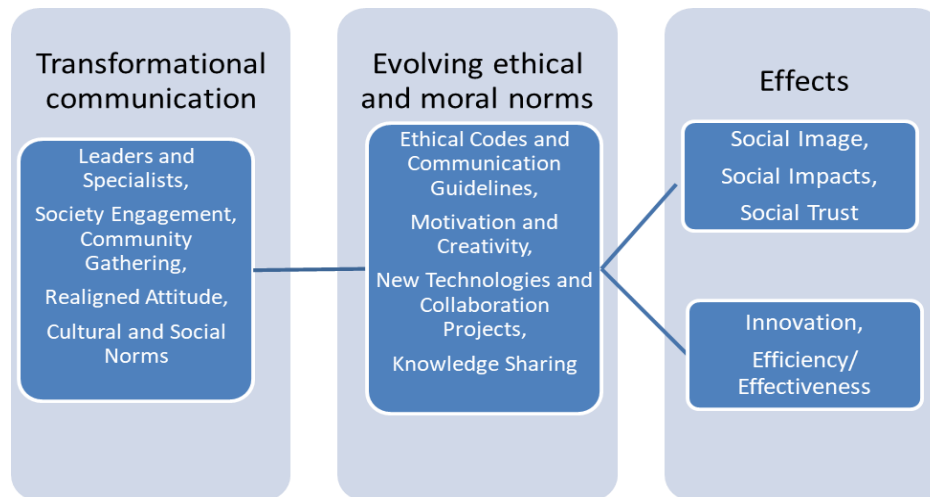 Transformational
communication
Leaders and
Specialists,
Society Engagement,
Community
Gathering,
Realigned Attitude,
Cultural and Social
Norms
Evolving ethical
and moral norms
Ethical Codes and
Communication
Guidelines,
Motivation and
Creativity,
New Technologies and
Collaboration
Projects,
Knowledge Sharing
Effects
Social Image,
Social Impacts,
Social Trust
Innovation,
Efficiency/
Effectiveness